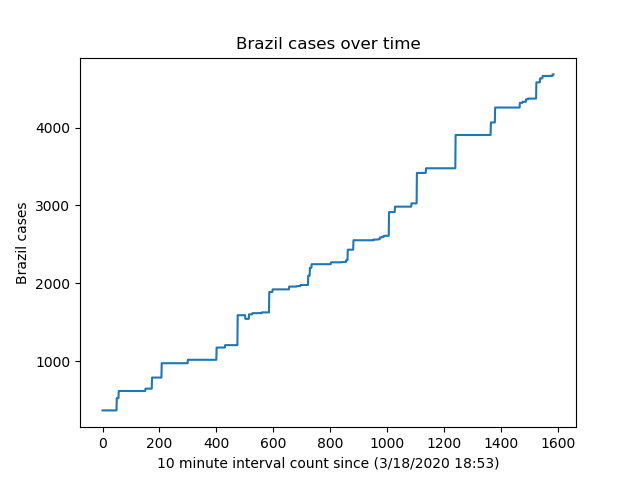 Brazil cases over time
4000
3000
2000
1000
Brazil cases
0 200 400 600 800 1000 1200 1400 1600
10 minute interval count since (3/18/2020 18:53)